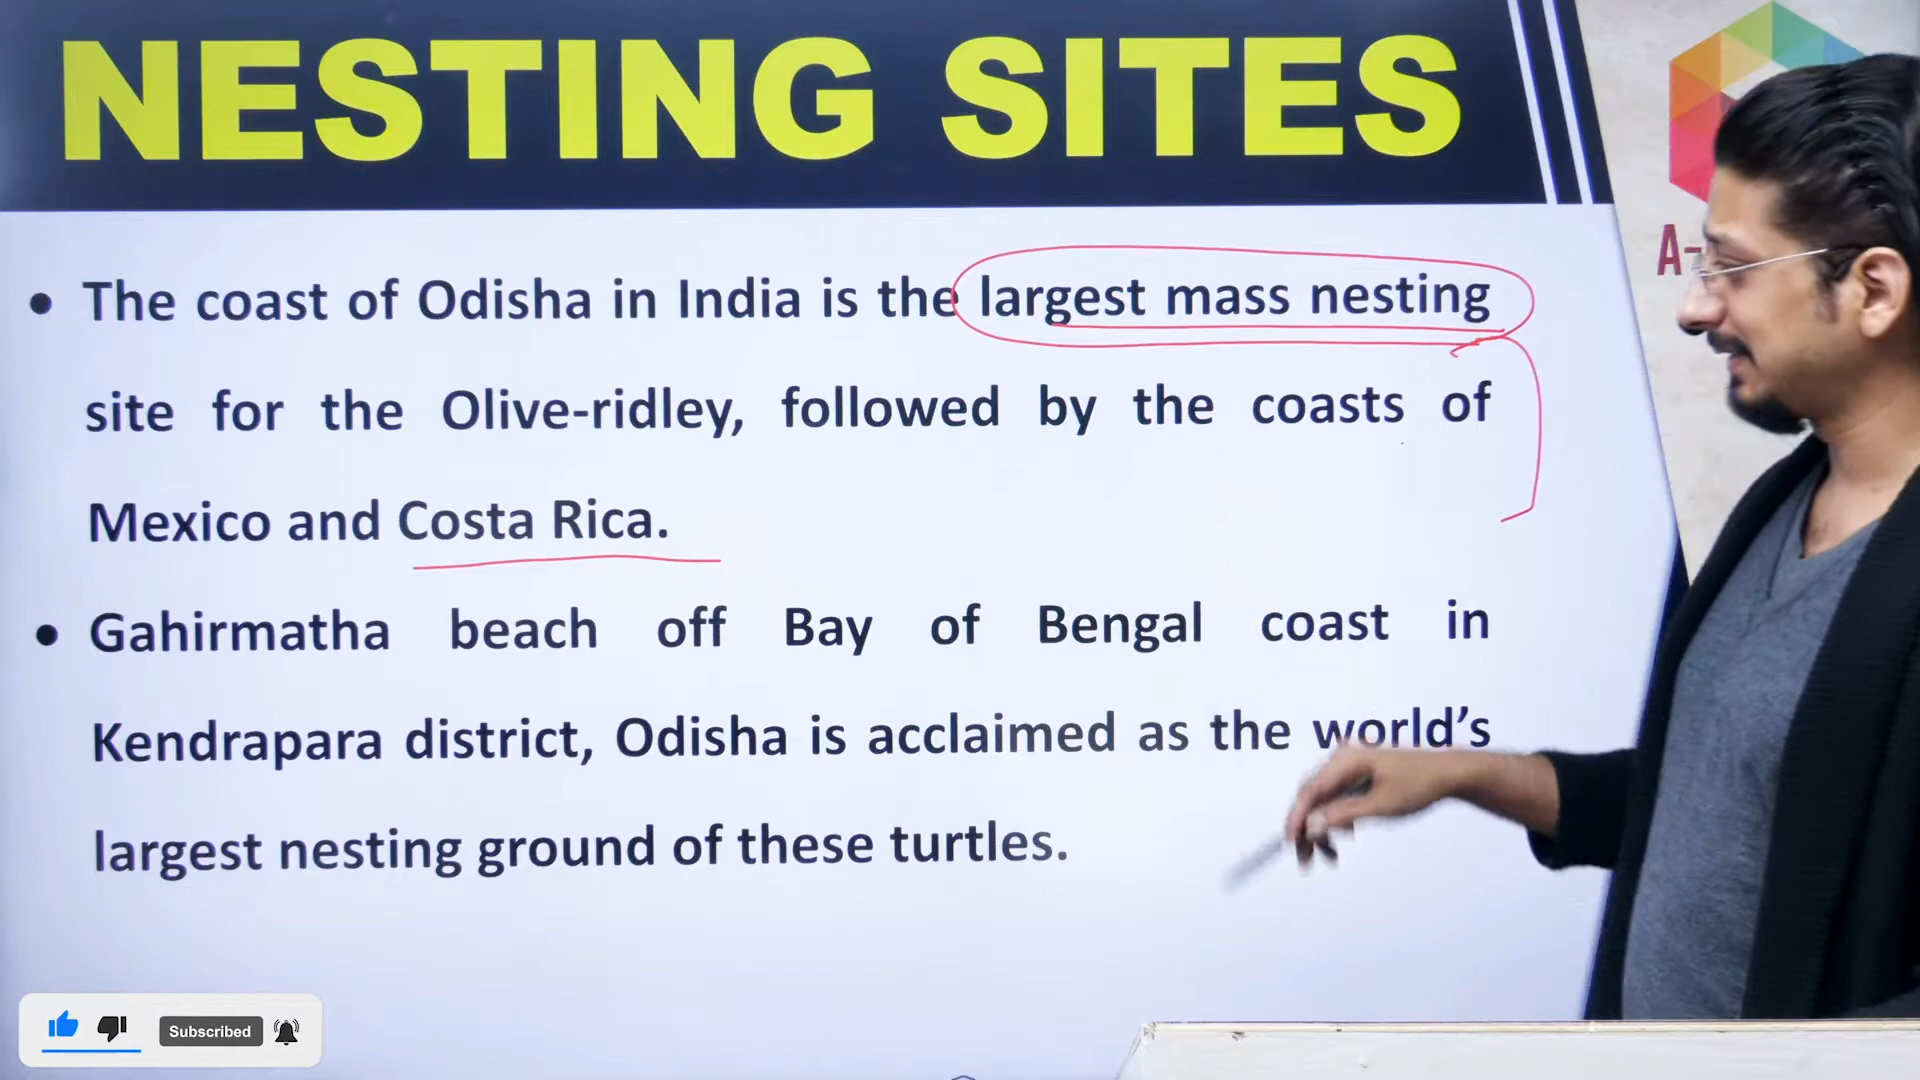 NESTING SITES
A-
• The coast of Odisha in India is the largest mass nesting
site for the Olive-ridley, followed by the coasts of
Mexico and Costa Rica.
• Gahirmatha beach off Bay of Bengal coast in
Kendrapara district, Odisha is acclaimed as the world's
largest nesting ground of these turtles.
Subscribed